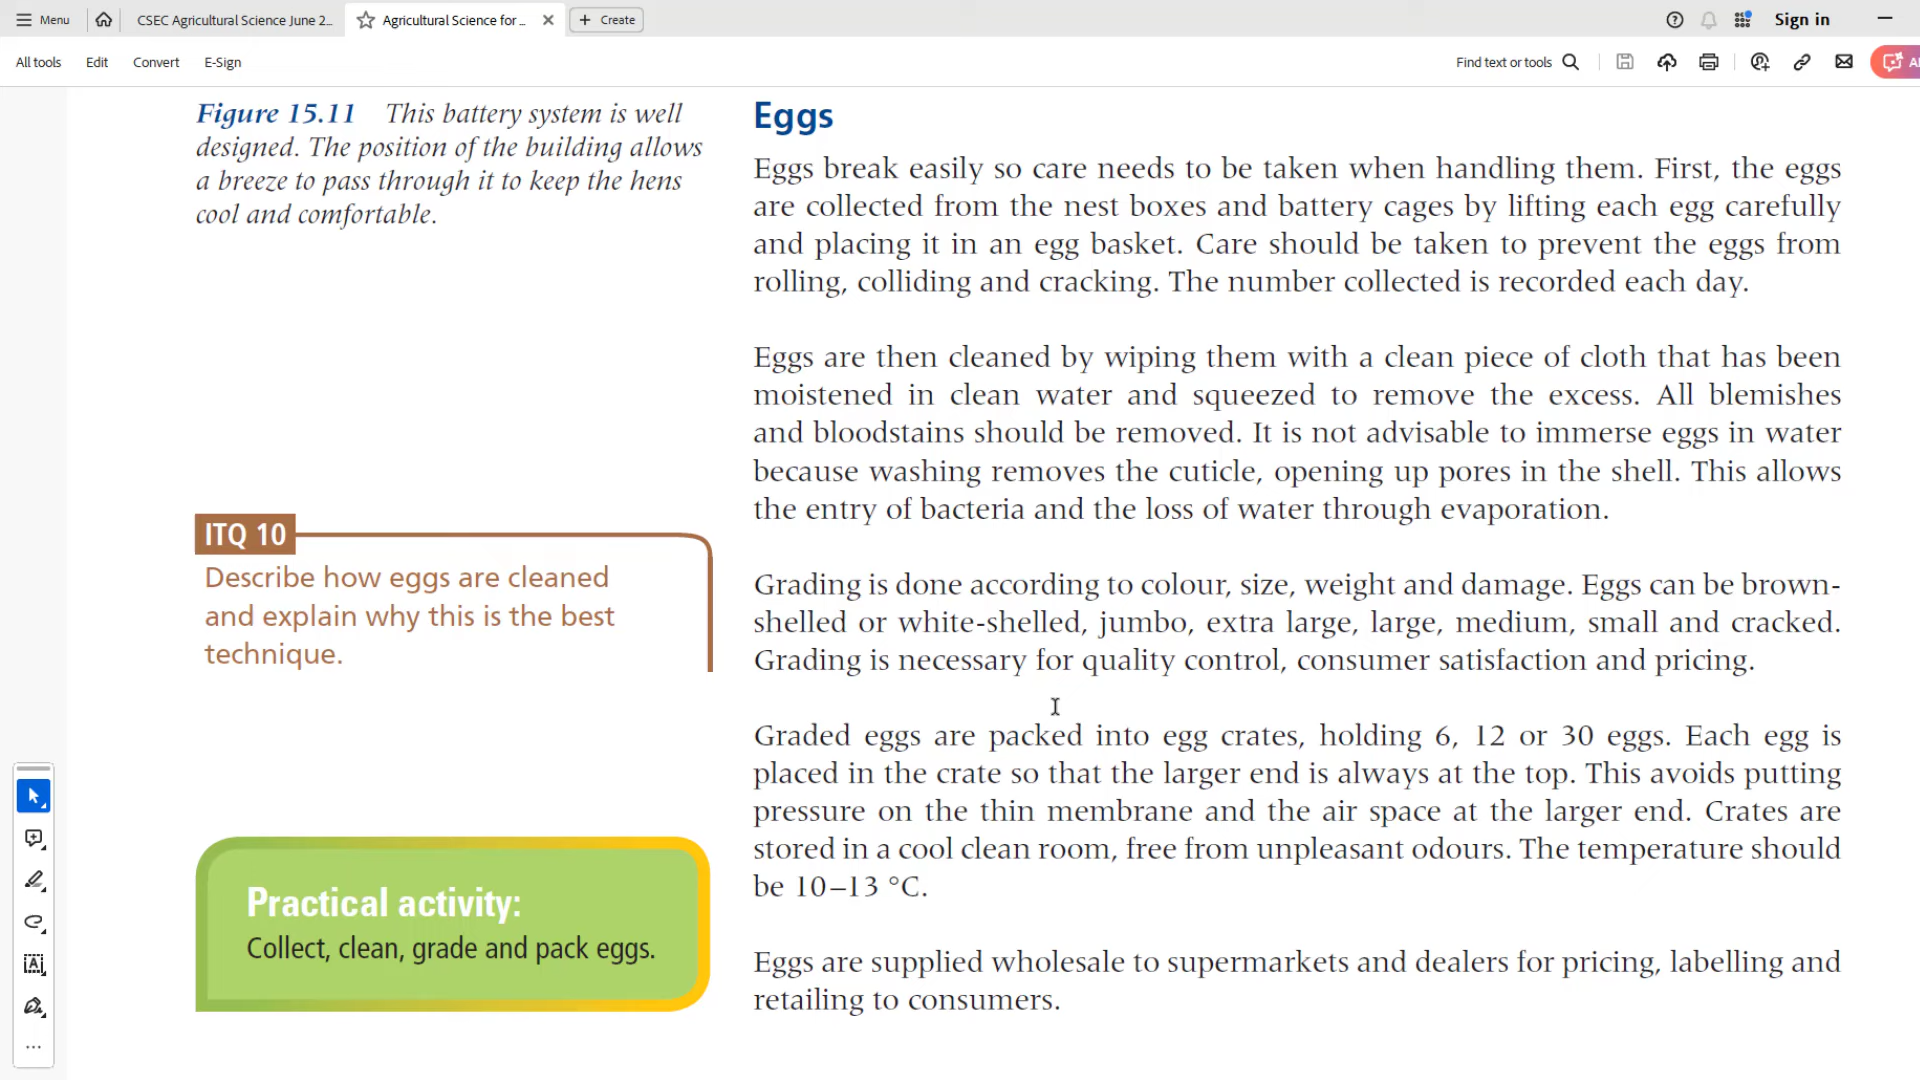 Menu
CSEC Agricultural Science June 2...
Agricultural Science for ...
Create
Sign in
All tools
Edit
Convert
E-Sign
Find text or tools
AI
Figure 15.11 This battery system is well
designed. The position of the building allows
a breeze to pass through it to keep the hens
cool and comfortable.
ITQ 10
Describe how eggs are cleaned
and explain why this is the best
technique.
Practical activity:
Collect, clean, grade and pack eggs.
Eggs
Eggs break easily so care needs to be taken when handling them. First, the eggs
are collected from the nest boxes and battery cages by lifting each egg carefully
and placing it in an egg basket. Care should be taken to prevent the eggs from
rolling, colliding and cracking. The number collected is recorded each day.
Eggs are then cleaned by wiping them with a clean piece of cloth that has been
moistened in clean water and squeezed to remove the excess. All blemishes
and bloodstains should be removed. It is not advisable to immerse eggs in water
because washing removes the cuticle, opening up pores in the shell. This allows
the entry of bacteria and the loss of water through evaporation.
Grading is done according to colour, size, weight and damage. Eggs can be brown-
shelled or white-shelled, jumbo, extra large, large, medium, small and cracked.
Grading is necessary for quality control, consumer satisfaction and pricing.
Graded eggs are packed into egg crates, holding 6, 12 or 30 eggs. Each egg is
placed in the crate so that the larger end is always at the top. This avoids putting
pressure on the thin membrane and the air space at the larger end. Crates are
stored in a cool clean room, free from unpleasant odours. The temperature should
be 10–13 °C.
Eggs are supplied wholesale to supermarkets and dealers for pricing, labelling and
retailing to consumers.